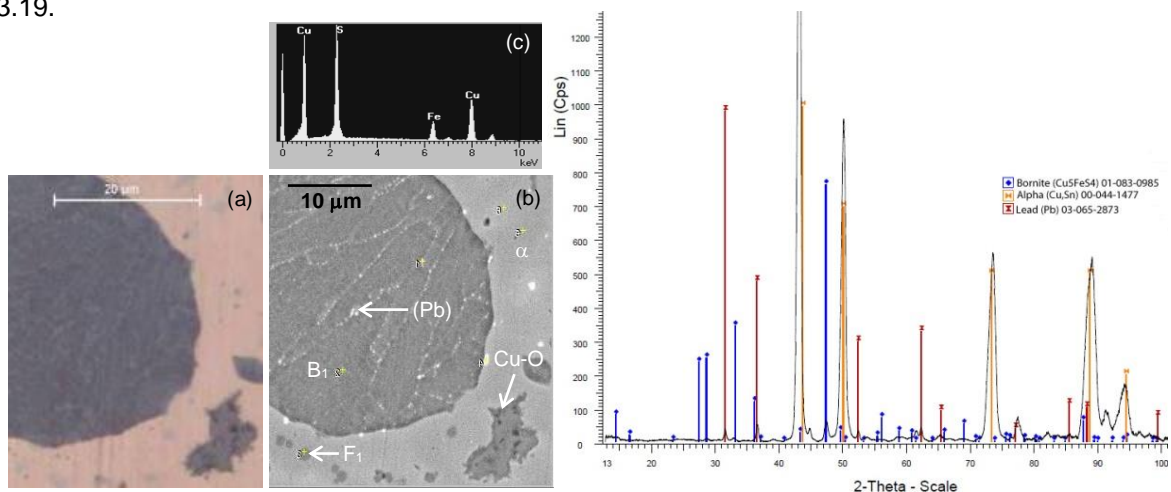 3.19.
(c)
Cu
S
Fe
Cu
0 2 4 6 8 10
keV
20 µm
(a)
10 µm
(b)
α
(Pb)
B1
Cu-O
F1
Lin (Cps)
1200
1100
1000
900
800
700
600
500
400
300
200
100
0
13 20 30 40 50 60 70 80 90 100
2-Theta - Scale
Bornite (Cu5FeS4) 01-083-0985
Alpha (Cu,Sn) 00-044-1477
Lead (Pb) 03-065-2873